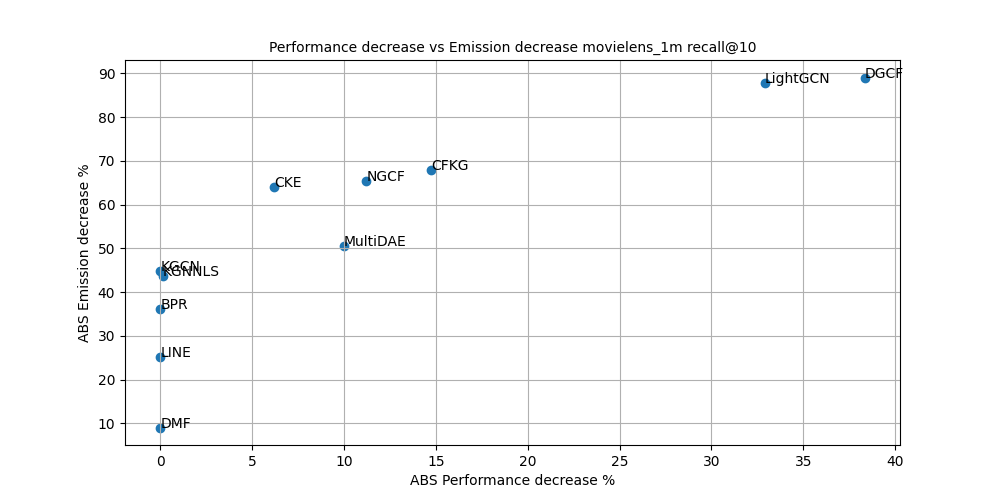 Performance decrease vs Emission decrease movielens_1m recall@10
ABS Emission decrease %
90
80
70
60
50
40
30
20
10
DGCF
LightGCN
CFKG
NGCF
CKE
MultiDAE
KGCN
KGNNLS
BPR
LINE
DMF
0 5 10 15 20 25 30 35 40
ABS Performance decrease %